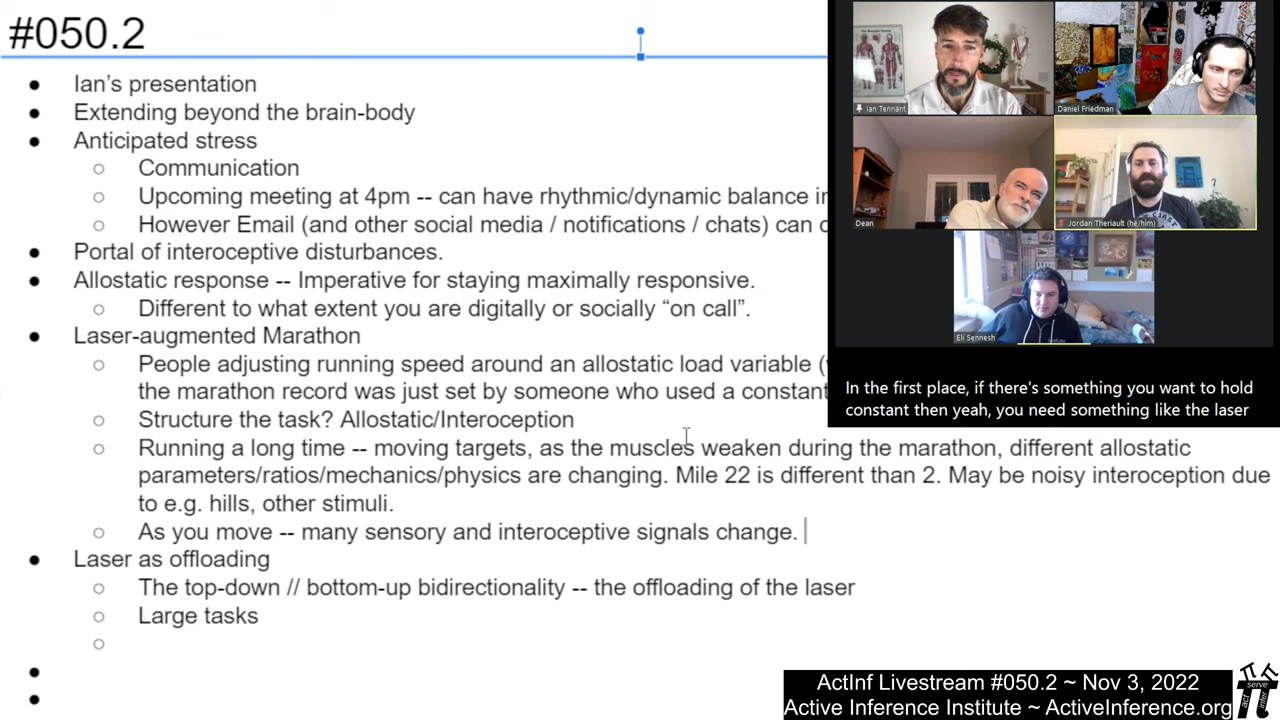 #050.2
Ian's presentation
Extending beyond the brain-body
Anticipated stress
Communication
Upcoming meeting at 4pm -- can have rhythmic/dynamic balance
However Email (and other social media / notifications / chats) can
Portal of interoceptive disturbances.
Allostatic response -- Imperative for staying maximally responsive.
Different to what extent you are digitally or socially “on call”.
Laser-augmented Marathon
People adjusting running speed around an allostatic load variable
the marathon record was just set by someone who used a constant
Structure the task? Allostatic/Interoception
Running a long time -- moving targets, as the muscles weaken during the marathon, different allostatic
parameters/ratios/mechanics/physics are changing. Mile 22 is different than 2. May be noisy interoception due
to e.g. hills, other stimuli.
As you move -- many sensory and interoceptive signals change.
Laser as offloading
The top-down // bottom-up bidirectionality -- the offloading of the laser
Large tasks
Ian Tennant
Daniel Friedman
Dean
Jordan Theriault (he/him)
Eli Sennesh
In the first place, if there's something you want to hold
constant then yeah, you need something like the laser
ActInf Livestream #050.2 ~ Nov 3, 2022
Active Inference Institute ~ ActiveInference.org
serve
act
infer